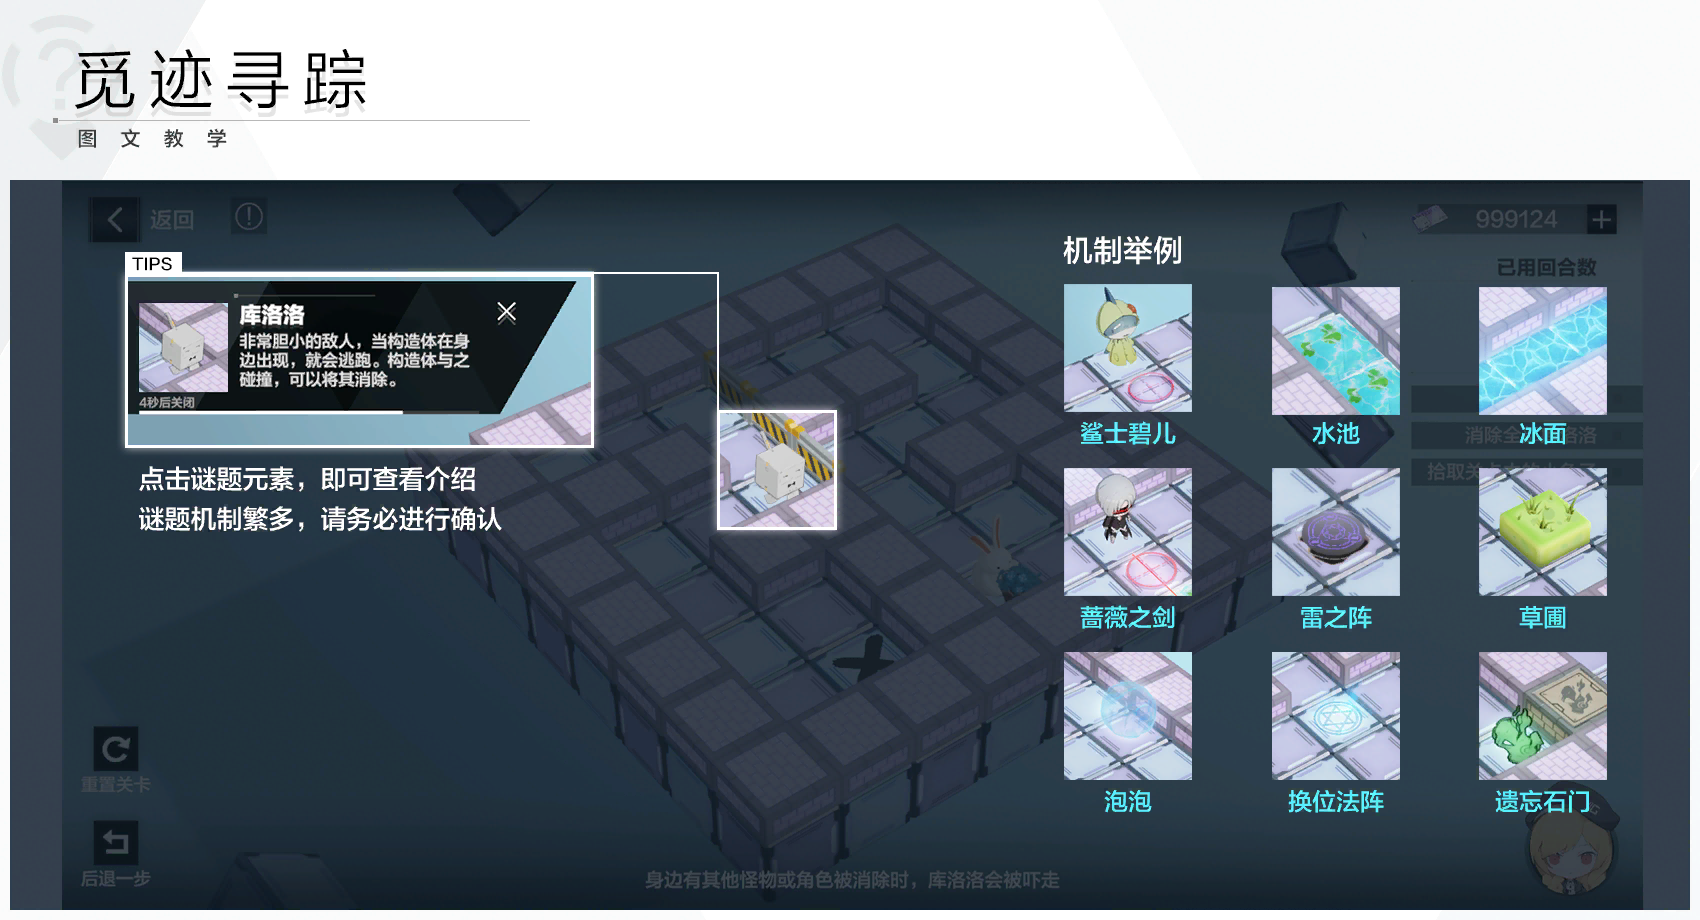 觅迹寻踪
图文教学
返回
999124
已用回合数
TIPS
库洛洛
非常胆小的敌人，当构造体在身
边出现，就会逃跑。构造体与之
碰撞，可以将其消除。
4秒后关闭
点击谜题元素，即可查看介绍
谜题机制繁多，请务必进行确认
机制举例
鲨士碧儿
水池
冰面
蔷薇之剑
雷之阵
草圃
泡泡
换位法阵
遗忘石门
重置关卡
后退一步
身边有其他怪物或角色被消除时，库洛洛会被吓走